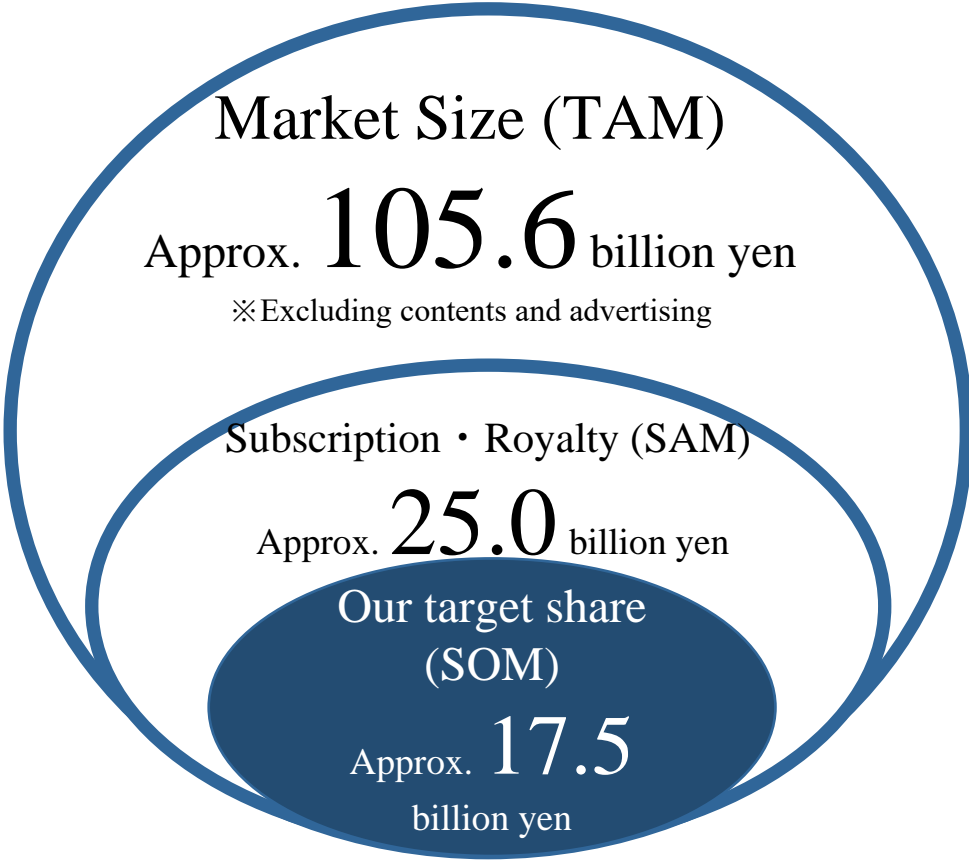 Market Size (TAM)
Approx. 105.6 billion yen
※Excluding contents and advertising
Subscription・Royalty (SAM)
Approx. 25.0 billion yen
Our target share
(SOM)
Approx. 17.5
billion yen